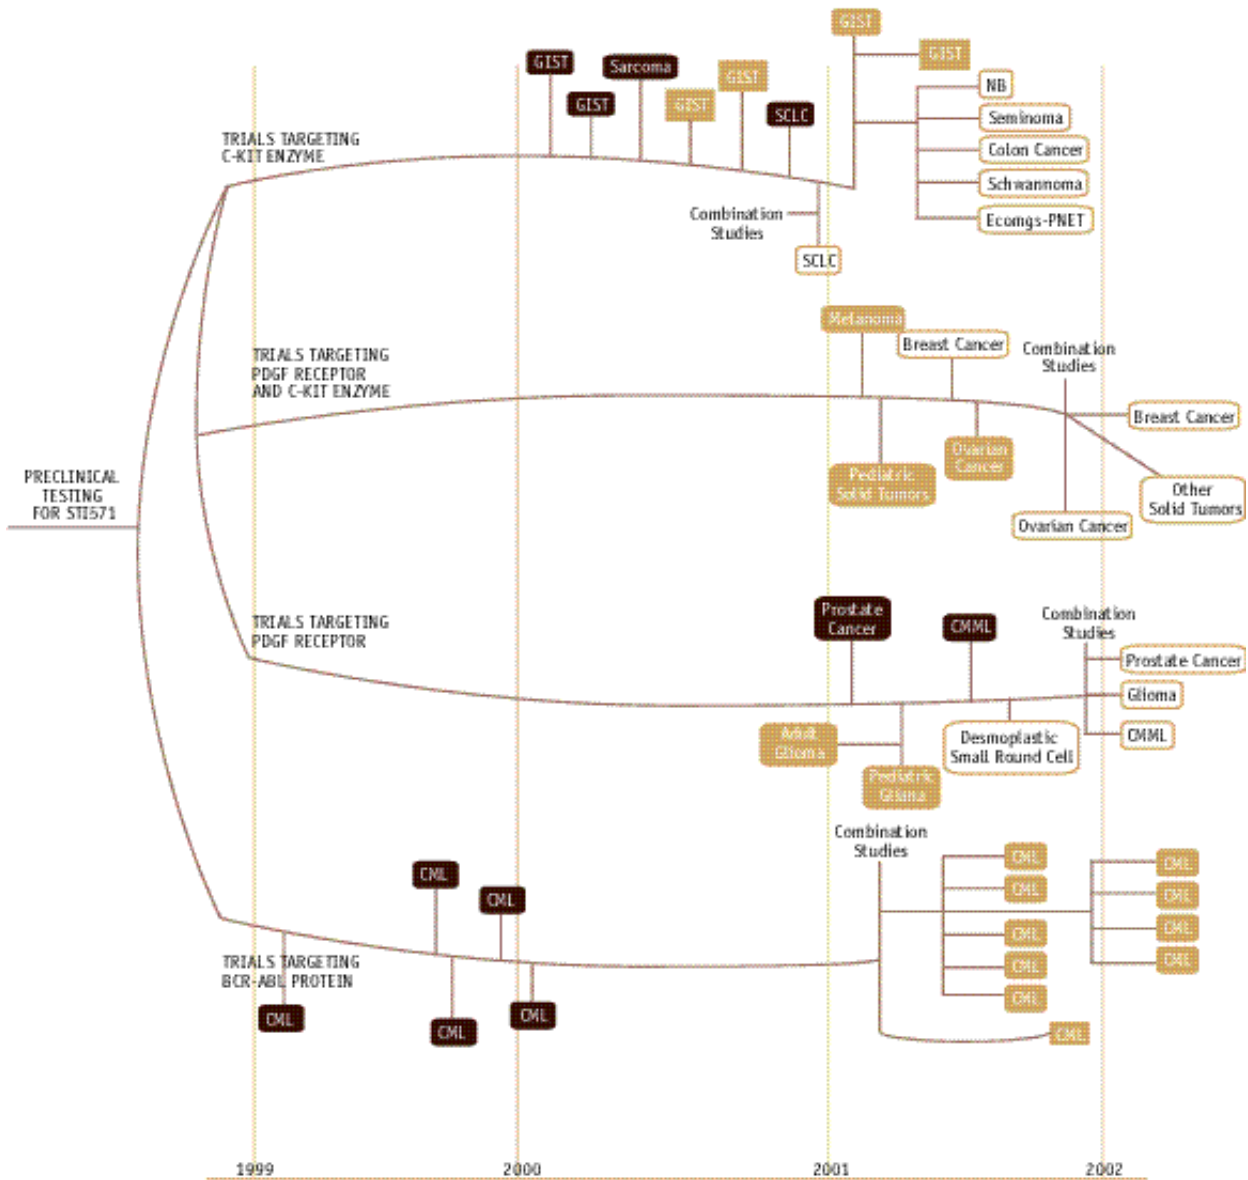 GIST
GIST
Sarcoma
GIST
GIST
GIST
GIST
SCLC
NB
Seminoma
Colon Cancer
Schwannoma
Ecomgs-PNET
TRIALS TARGETING
C-KIT ENZYME
Combination
Studies
SCLC
Melanoma
Breast Cancer
Combination
Studies
TRIALS TARGETING
PDGF RECEPTOR
AND C-KIT ENZYME
Breast Cancer
Ovarian
Cancer
Pediatric
Solid Tumors
Other
Solid Tumors
Ovarian Cancer
PRECLINICAL
TESTING
FOR STI571
TRIALS TARGETING
PDGF RECEPTOR
Prostate
Cancer
CMML
Combination
Studies
Prostate Cancer
Glioma
CMML
Adult
Glioma
Desmoplastic
Small Round Cell
Pediatric
Glioma
Combination
Studies
CML
CML
CML
CML
CML
CML
CML
CML
CML
CML
CML
CML
TRIALS TARGETING
BCR-ABL PROTEIN
CML
CML
CML
1999
2000
2001
2002